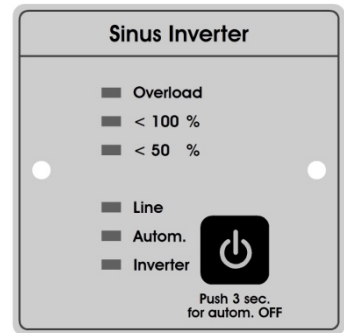 Sinus Inverter
Overload
< 100 %
< 50 %
Line
Autom.
Inverter
Push 3 sec.
for autom. OFF